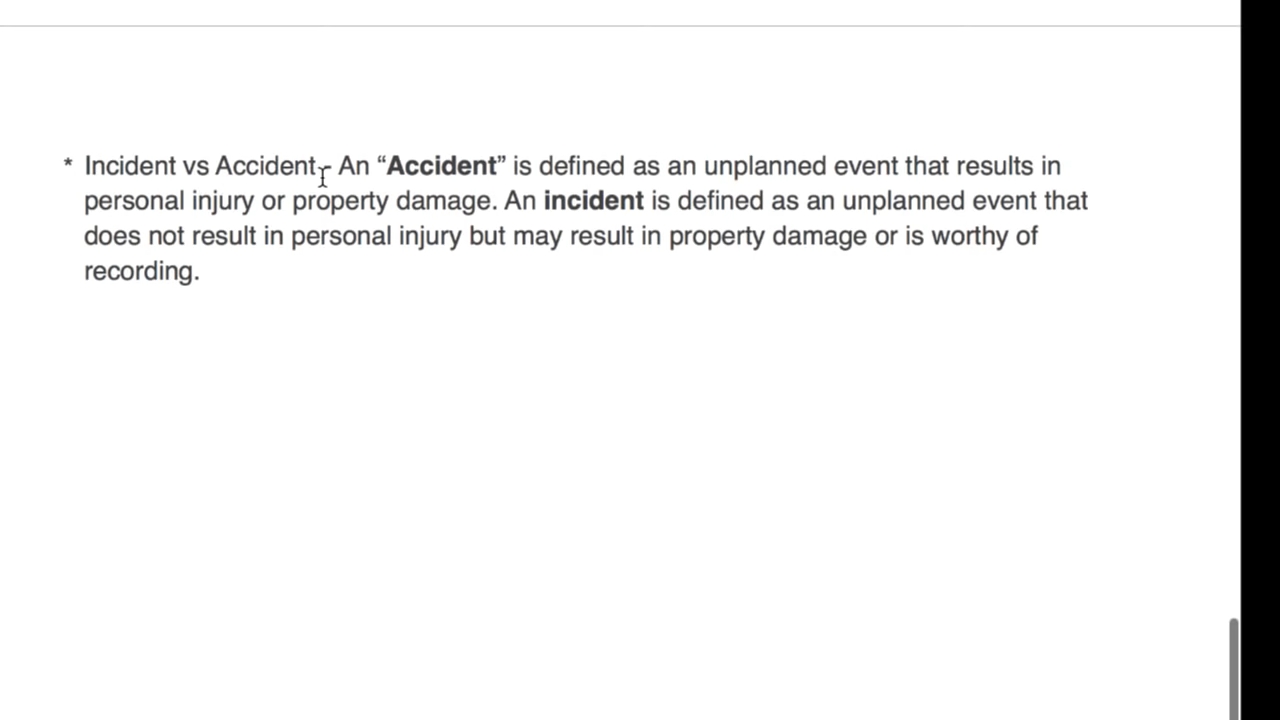 * Incident vs Accident - An “Accident” is defined as an unplanned event that results in
personal injury or property damage. An incident is defined as an unplanned event that
does not result in personal injury but may result in property damage or is worthy of
recording.